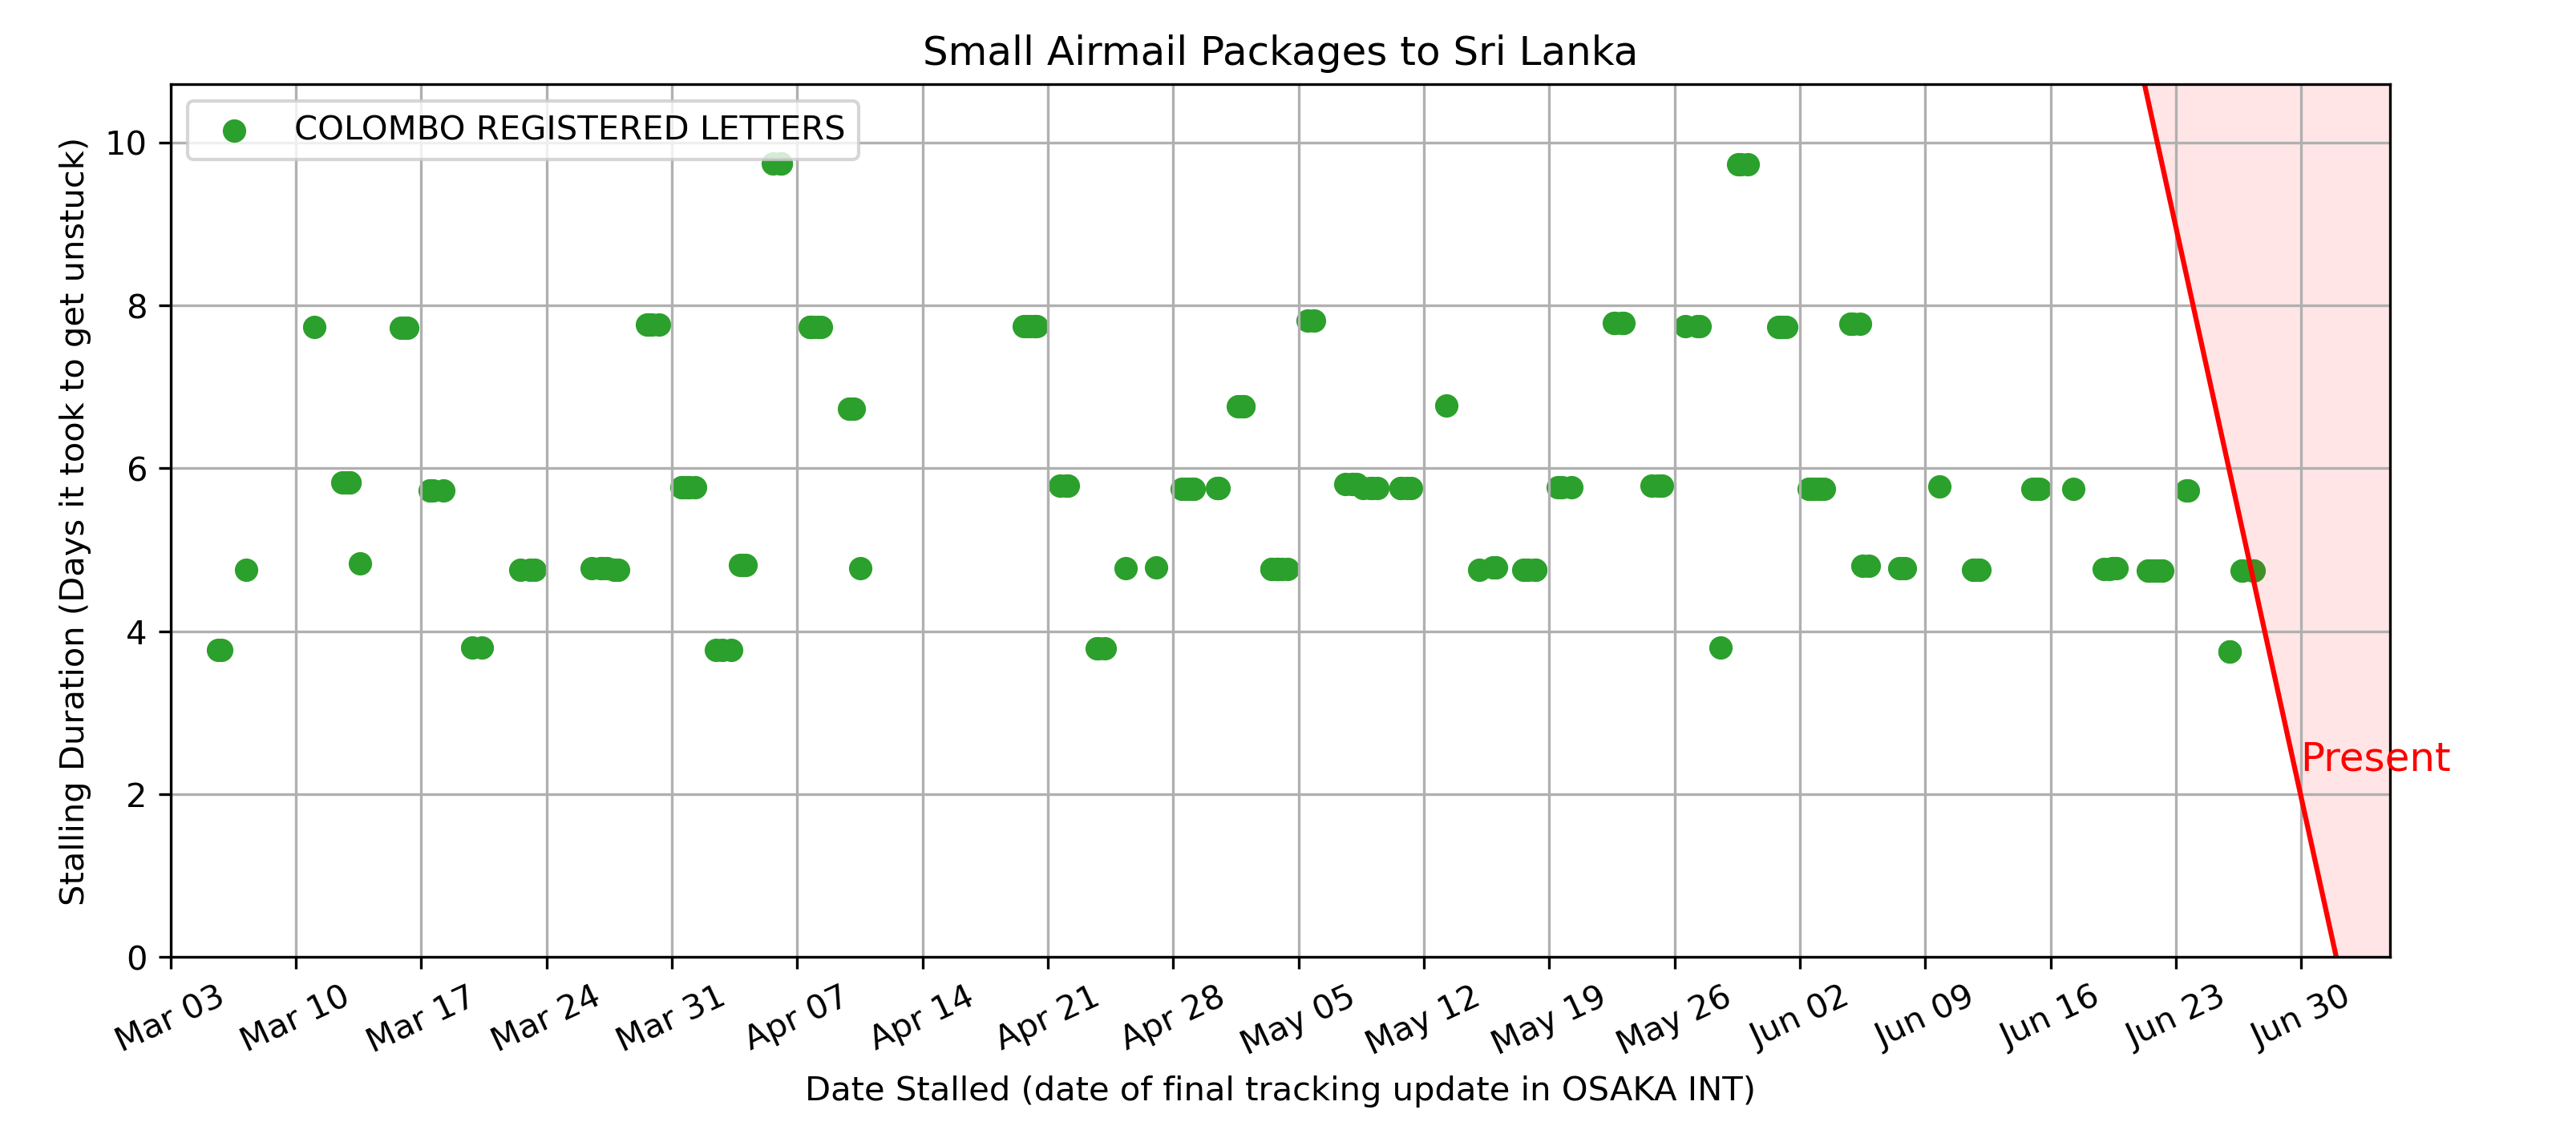 Small Airmail Packages to Sri Lanka
COLOMBO REGISTERED LETTERS
Stalling Duration (Days it took to get unstuck)
10
8
6
4
2
0
Present
Mar 03
Mar 10
Mar 17
Mar 24
Mar 31
Apr 07
Apr 14
Apr 21
Apr 28
May 05
May 12
May 19
May 26
Jun 02
Jun 09
Jun 16
Jun 23
Jun 30
Date Stalled (date of final tracking update in OSAKA INT)